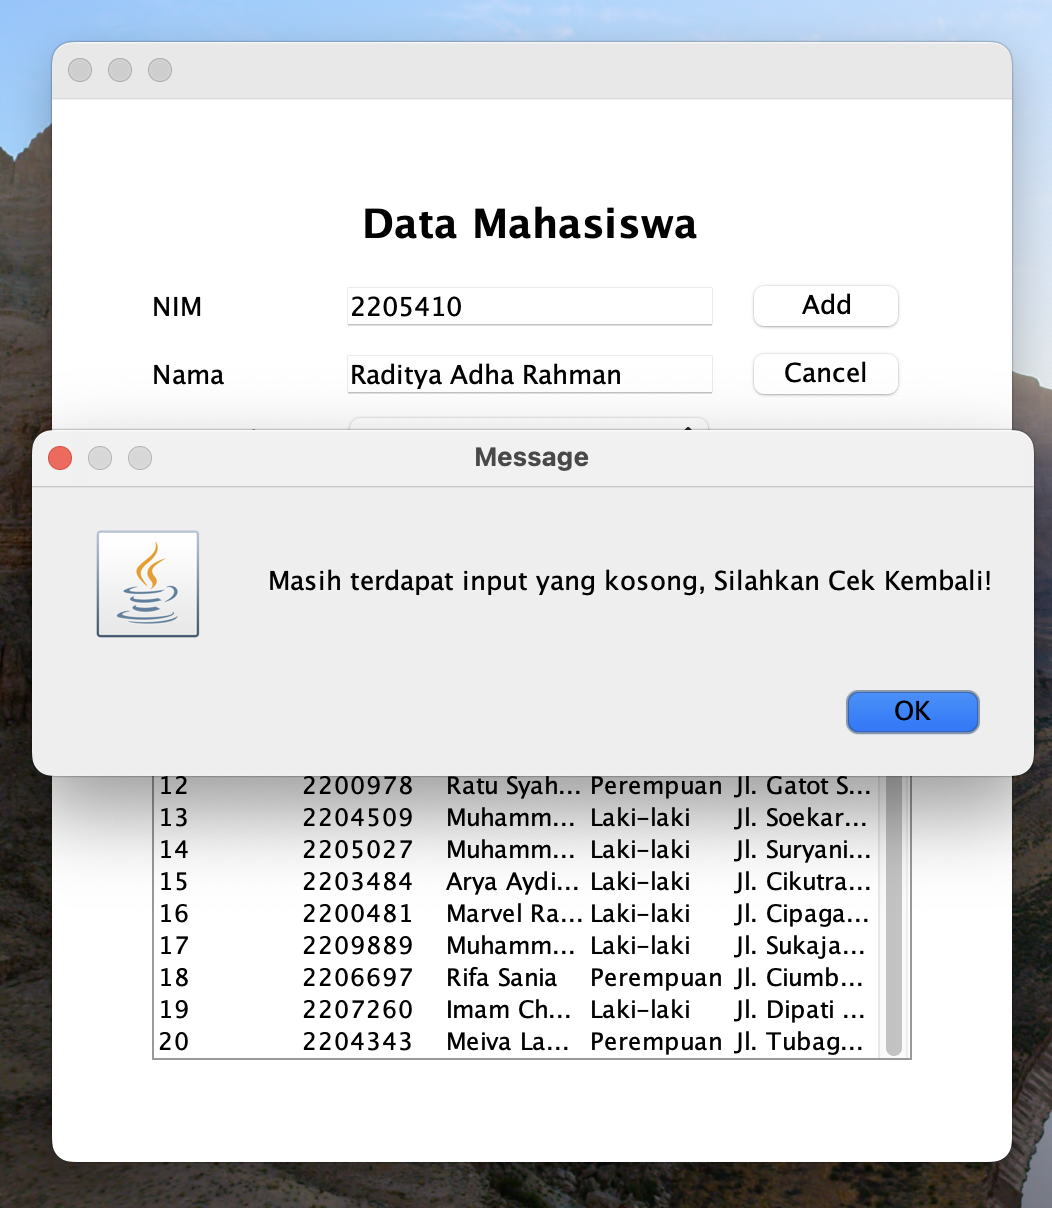 Data Mahasiswa
NIM 2205410 Add
Nama Raditya Adha Rahman Cancel
Message
Masih terdapat input yang kosong, Silahkan Cek Kembali!
OK
12 2200978 Ratu Syah... Perempuan Jl. Gatot S...
13 2204509 Muhamm... Laki-laki Jl. Soekar...
14 2205027 Muhamm... Laki-laki Jl. Suryani...
15 2203484 Arya Aydi... Laki-laki Jl. Cikutra...
16 2200481 Marvel Ra... Laki-laki Jl. Cipaga...
17 2209889 Muhamm... Laki-laki Jl. Sukaja...
18 2206697 Rifa Sania Perempuan Jl. Ciumb...
19 2207260 Imam Ch... Laki-laki Jl. Dipati ...
20 2204343 Meiva La... Perempuan Jl. Tubag...